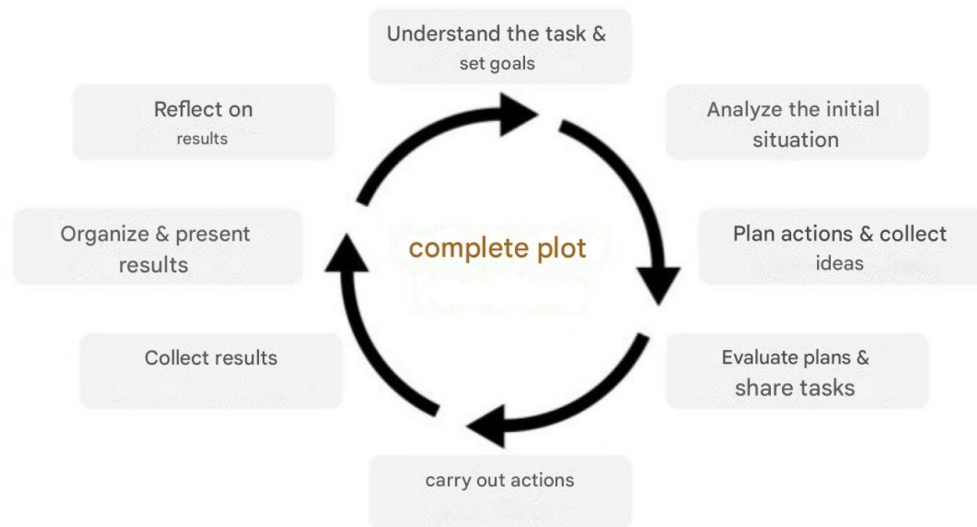 Understand the task &
set goals
Analyze the initial
situation
Plan actions & collect
ideas
Evaluate plans &
share tasks
carry out actions
Collect results
Organize & present
results
Reflect on
results
complete plot